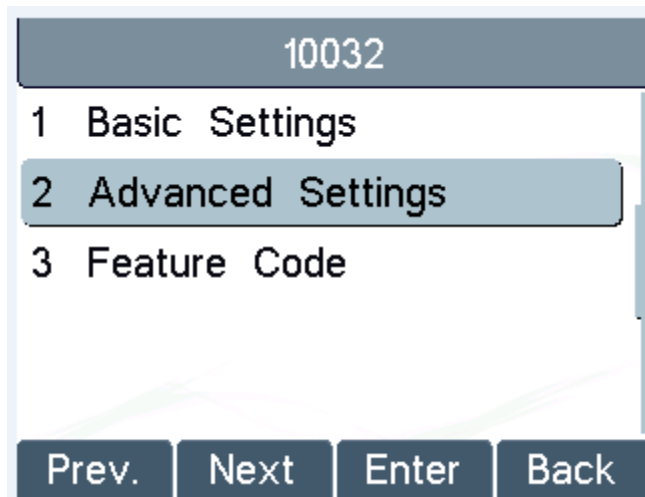 10032
1 Basic Settings
2 Advanced Settings
3 Feature Code
Prev. Next Enter Back